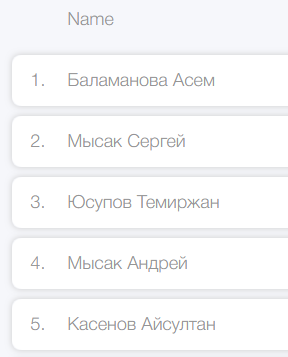 Name
1. Баламанова Асем
2. Мысак Сергей
3. Юсупов Темиржан
4. Мысак Андрей
5. Касенов Айсултан